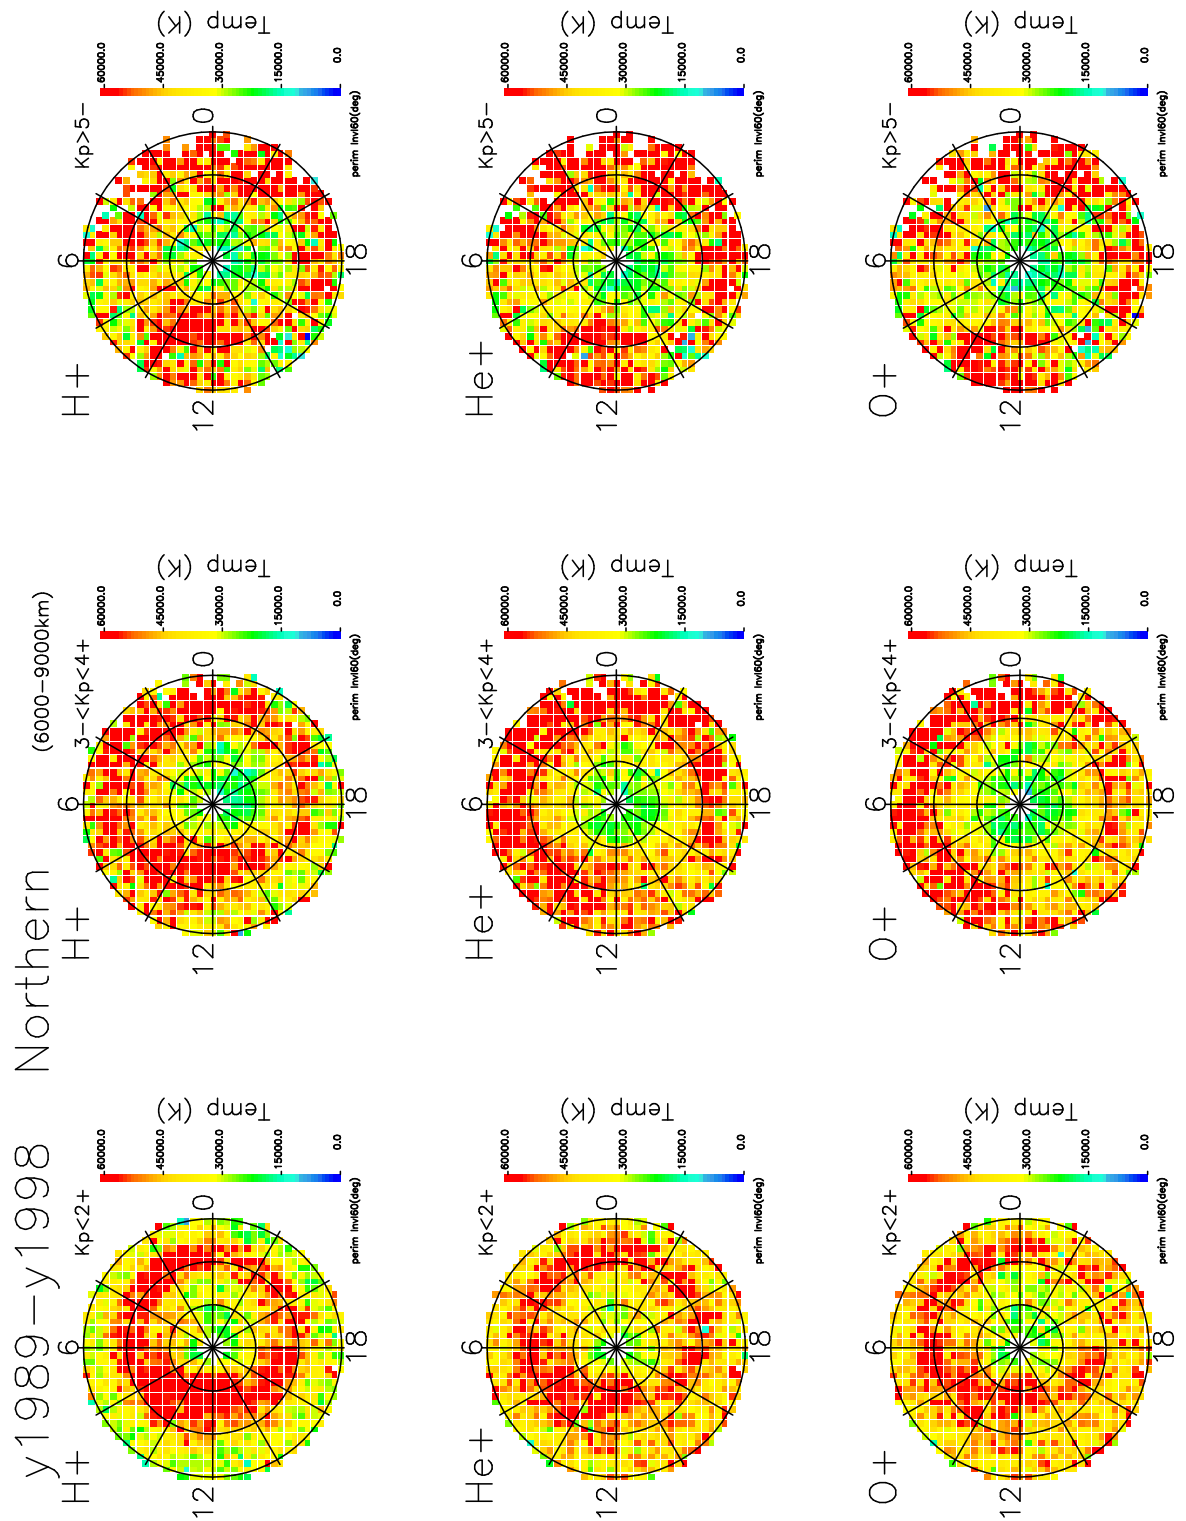 y1989-y1998 Northern (6000-9000km)
H+
Kp<2+
6
12
0
18
60000.0
45000.0
30000.0
15000.0
0.0
Temp (K)
perim Invl60(deg)
H+
3-<Kp<4+
6
12
0
18
60000.0
45000.0
30000.0
15000.0
0.0
Temp (K)
perim Invl60(deg)
H+
Kp>5-
6
12
0
18
60000.0
45000.0
30000.0
15000.0
0.0
Temp (K)
perim Invl60(deg)
He+
Kp<2+
6
12
0
18
60000.0
45000.0
30000.0
15000.0
0.0
Temp (K)
perim Invl60(deg)
He+
3-<Kp<4+
6
12
0
18
60000.0
45000.0
30000.0
15000.0
0.0
Temp (K)
perim Invl60(deg)
He+
Kp>5-
6
12
0
18
60000.0
45000.0
30000.0
15000.0
0.0
Temp (K)
perim Invl60(deg)
O+
Kp<2+
6
12
0
18
60000.0
45000.0
30000.0
15000.0
0.0
Temp (K)
perim Invl60(deg)
O+
3-<Kp<4+
6
12
0
18
60000.0
45000.0
30000.0
15000.0
0.0
Temp (K)
perim Invl60(deg)
O+
Kp>5-
6
12
0
18
60000.0
45000.0
30000.0
15000.0
0.0
Temp (K)
perim Invl60(deg)